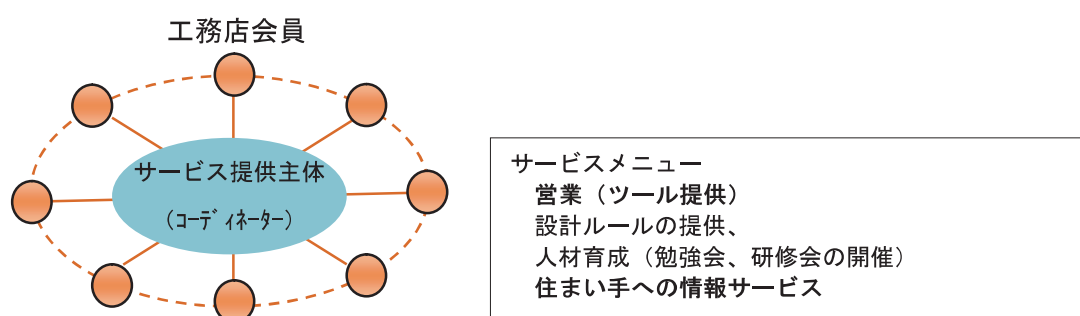 工務店会員
サービス提供主体
（ｺｰﾃﾞｨﾈｰﾀｰ）
サービスメニュー
営業（ツール提供）
設計ルールの提供、
人材育成（勉強会、研修会の開催）
住まい手への情報サービス